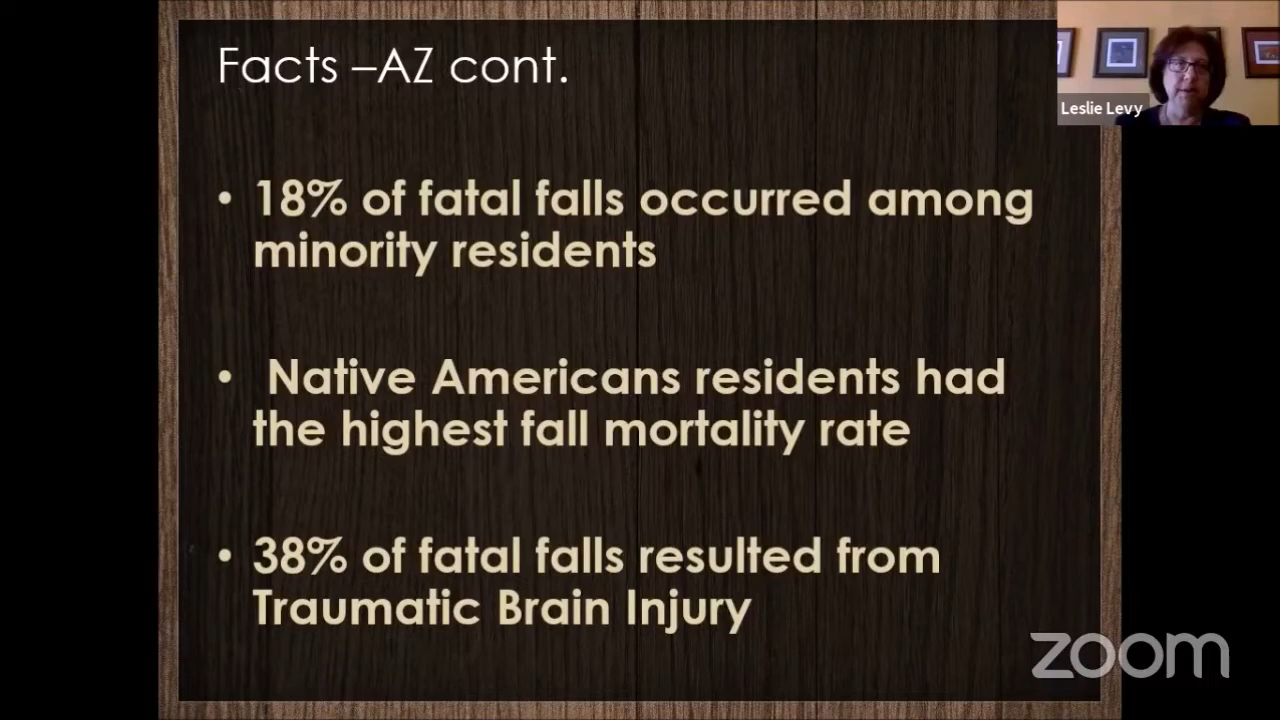 Facts –AZ cont.
Leslie Levy
• 18% of fatal falls occurred among
minority residents
• Native Americans residents had
the highest fall mortality rate
• 38% of fatal falls resulted from
Traumatic Brain Injury
zoom